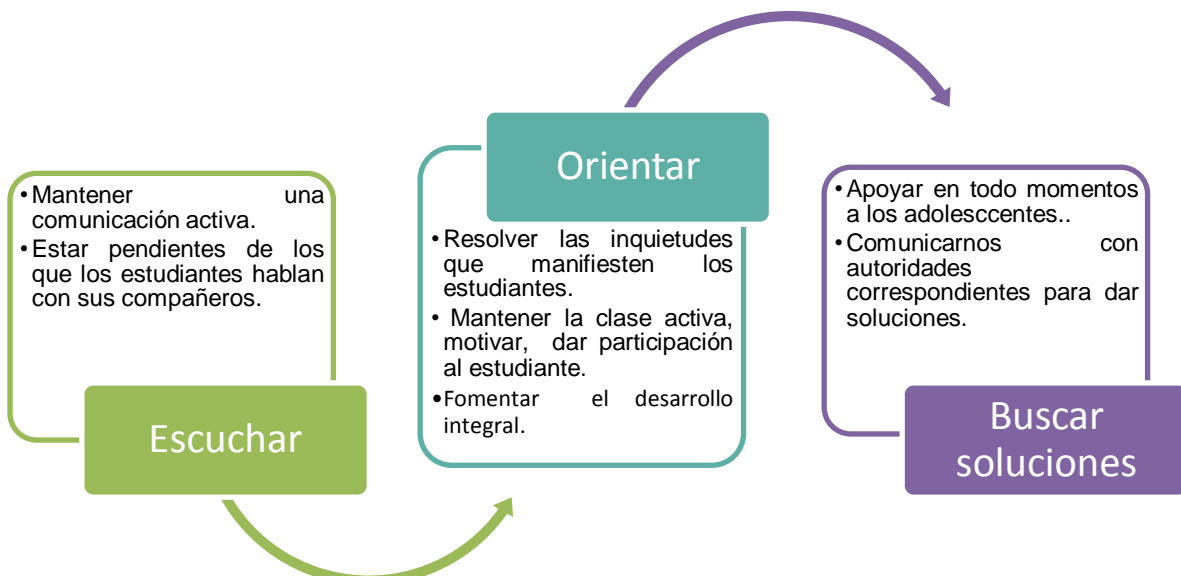 • Mantener una
comunicación activa.
• Estar pendientes de los
que los estudiantes hablan
con sus compañeros.
Escuchar
Orientar
• Resolver las inquietudes
que manifiesten los
estudiantes.
• Mantener la clase activa,
motivar, dar participación
al estudiante.
•Fomentar el desarrollo
integral.
• Apoyar en todo momentos
a los adolesccentes..
• Comunicarnos con
autoridades
correspondientes para dar
soluciones.
Buscar
soluciones